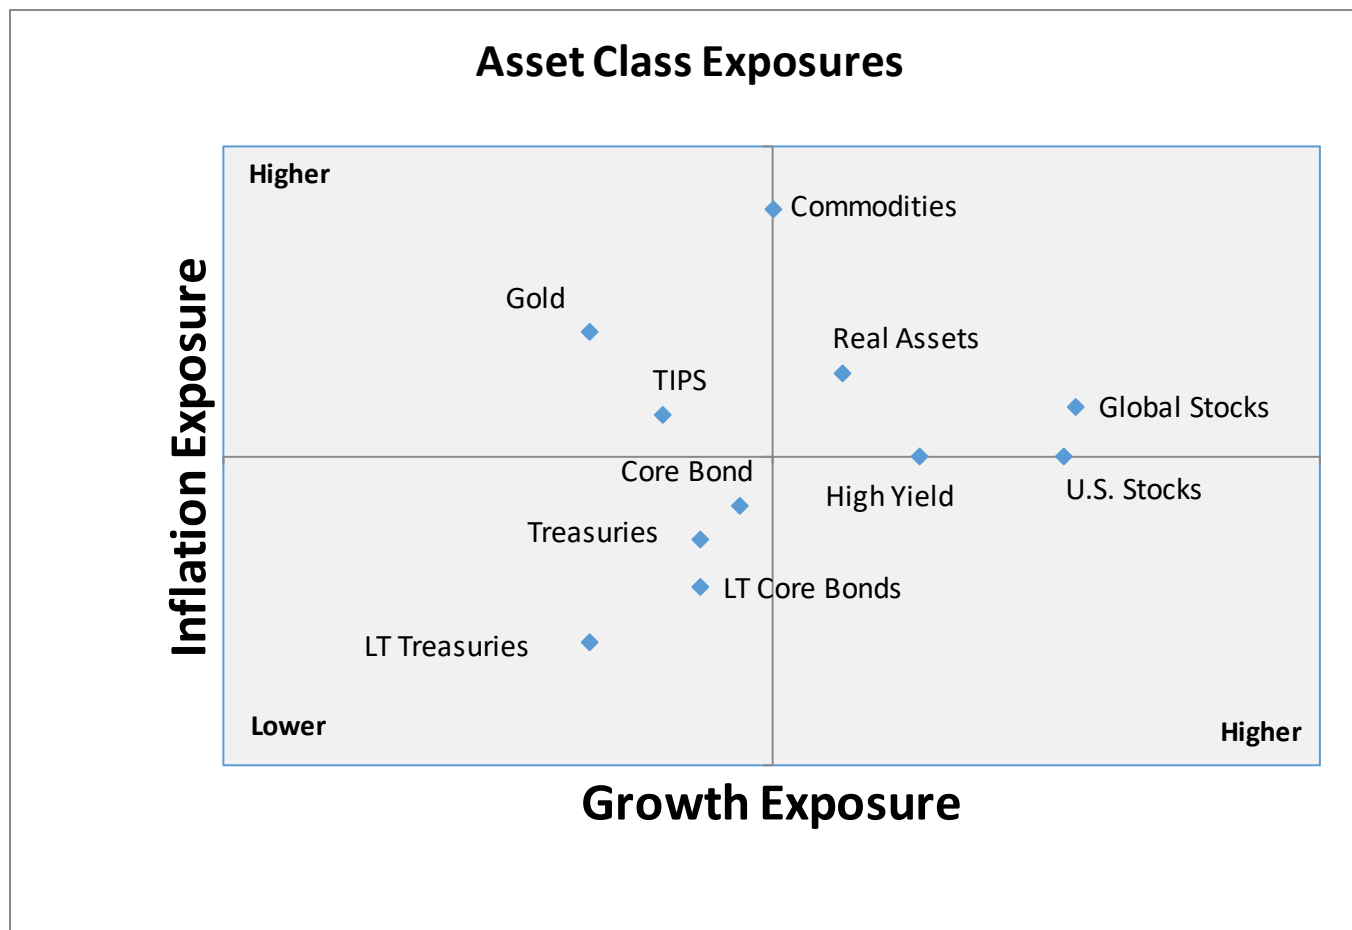 Asset Class Exposures
Higher
Commodities
Gold
Real Assets
TIPS
Global Stocks
Core Bond
High Yield
U.S. Stocks
Treasuries
LT Core Bonds
LT Treasuries
Lower
Higher
Inflation Exposure
Growth Exposure